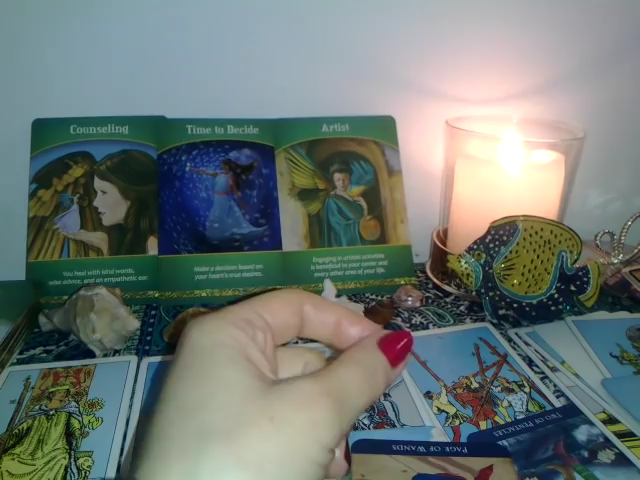 Counseling
You heal with kind words,
wise advice, and an empathetic ear.
Time to Decide
Make a decision based on
your heart's true desires.
Artist
Engaging in artistic activities
is beneficial to your career and
every other area of your life.
PAGE OF WANDS
TWO OF PENTACLES